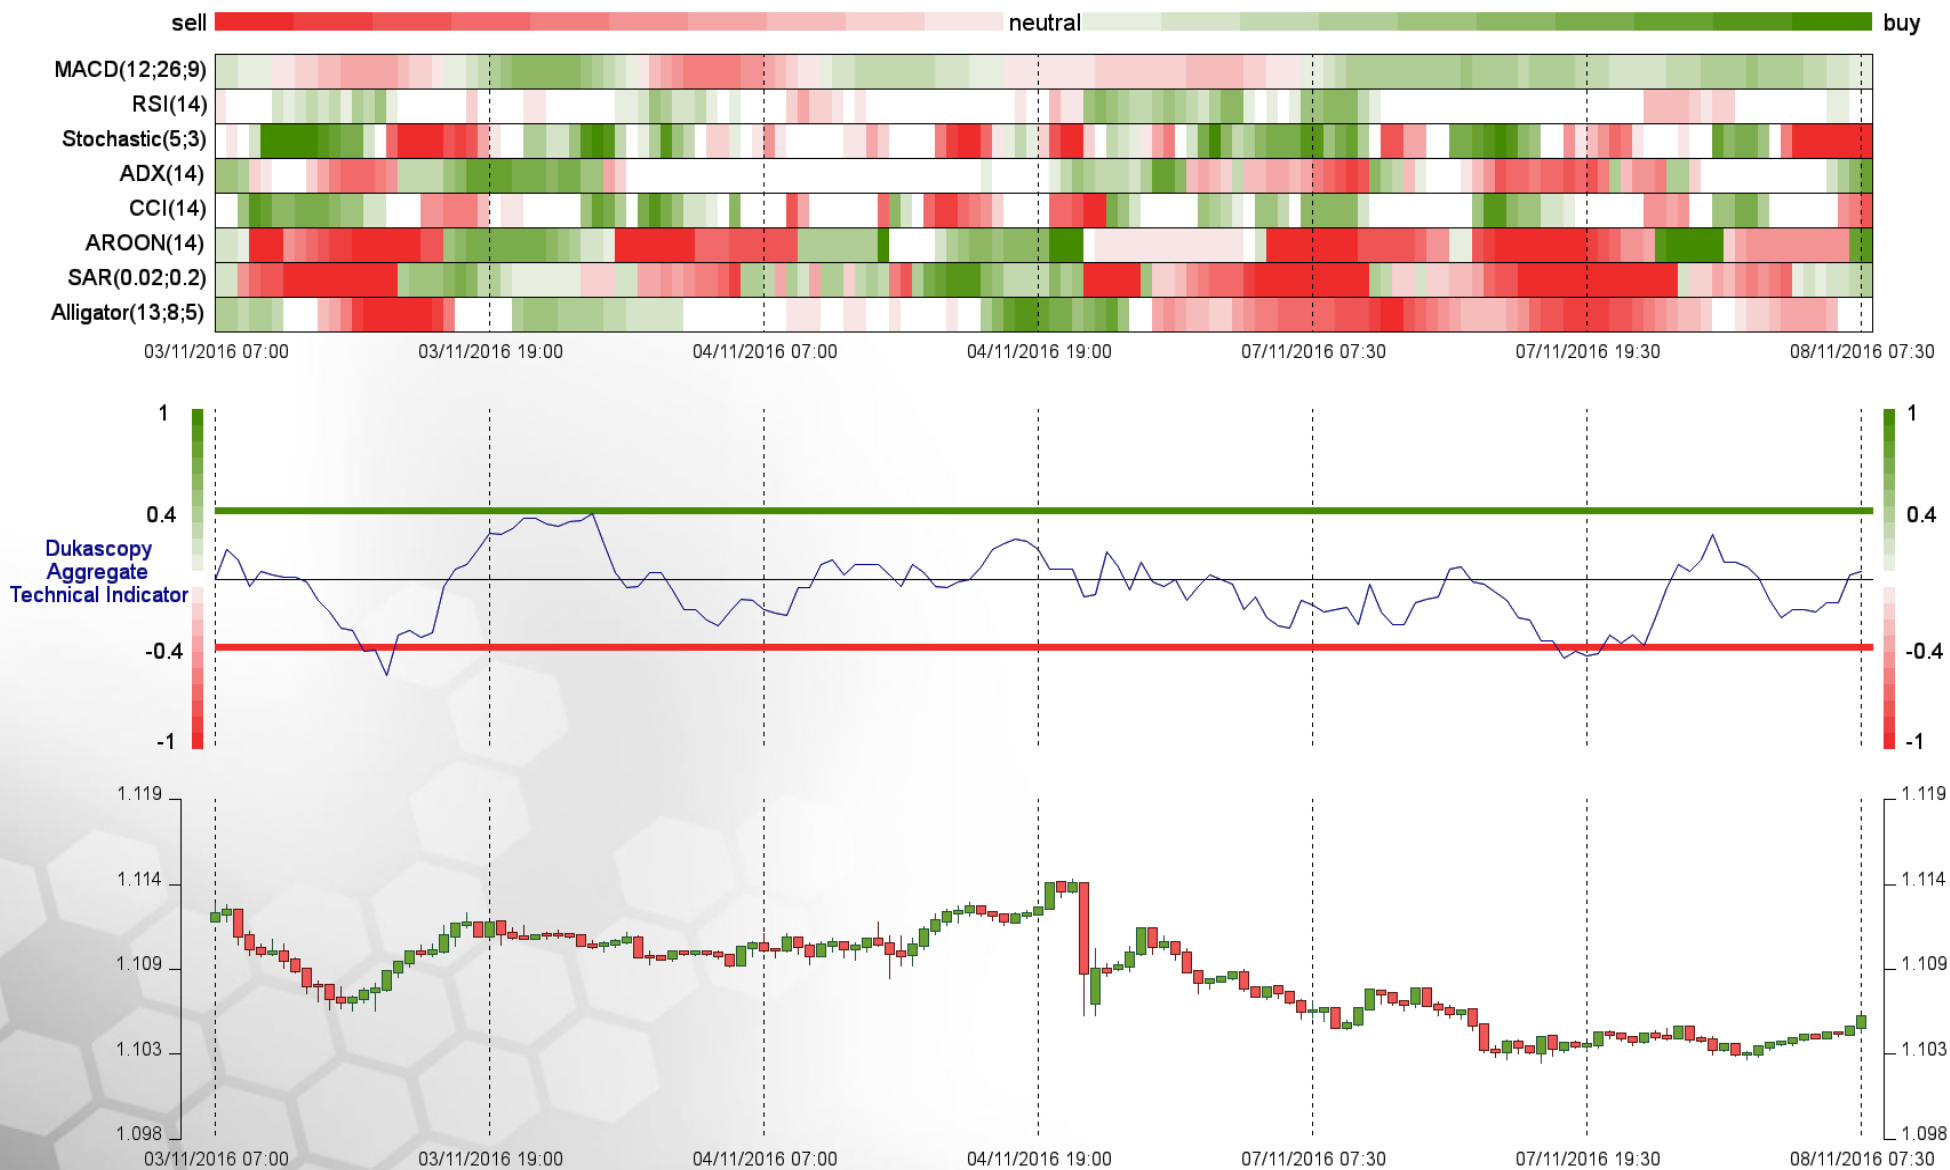 sell neutral buy
MACD(12;26;9)
RSI(14)
Stochastic(5;3)
ADX(14)
CCI(14)
AROON(14)
SAR(0.02;0.2)
Alligator(13;8;5)
03/11/2016 07:00 03/11/2016 19:00 04/11/2016 07:00 04/11/2016 19:00 07/11/2016 07:30 07/11/2016 19:30 08/11/2016 07:30
1 1
0.4 0.4
Dukascopy
Aggregate
Technical Indicator
-0.4 -0.4
-1 -1
1.119 1.119
1.114 1.114
1.109 1.109
1.103 1.103
1.098 1.098
03/11/2016 07:00 03/11/2016 19:00 04/11/2016 07:00 04/11/2016 19:00 07/11/2016 07:30 07/11/2016 19:30 08/11/2016 07:30